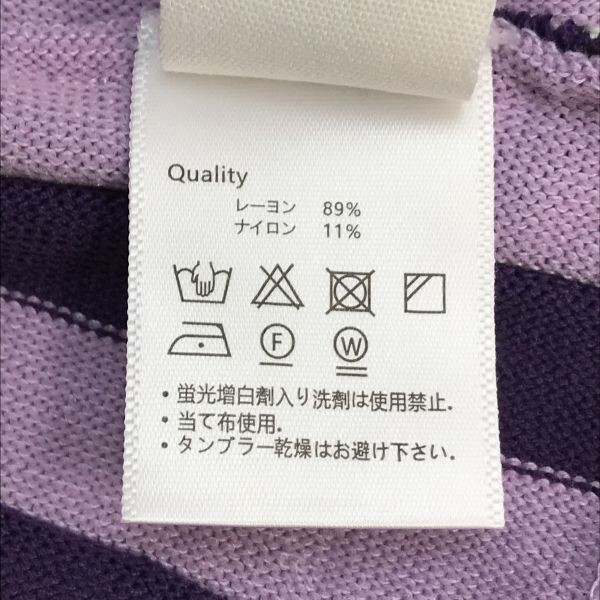 Quality
レーヨン 89%
ナイロン 11%
F W
・蛍光増白剤入り洗剤は使用禁止.
・当て布使用.
・タンブラー乾燥はお避け下さい.